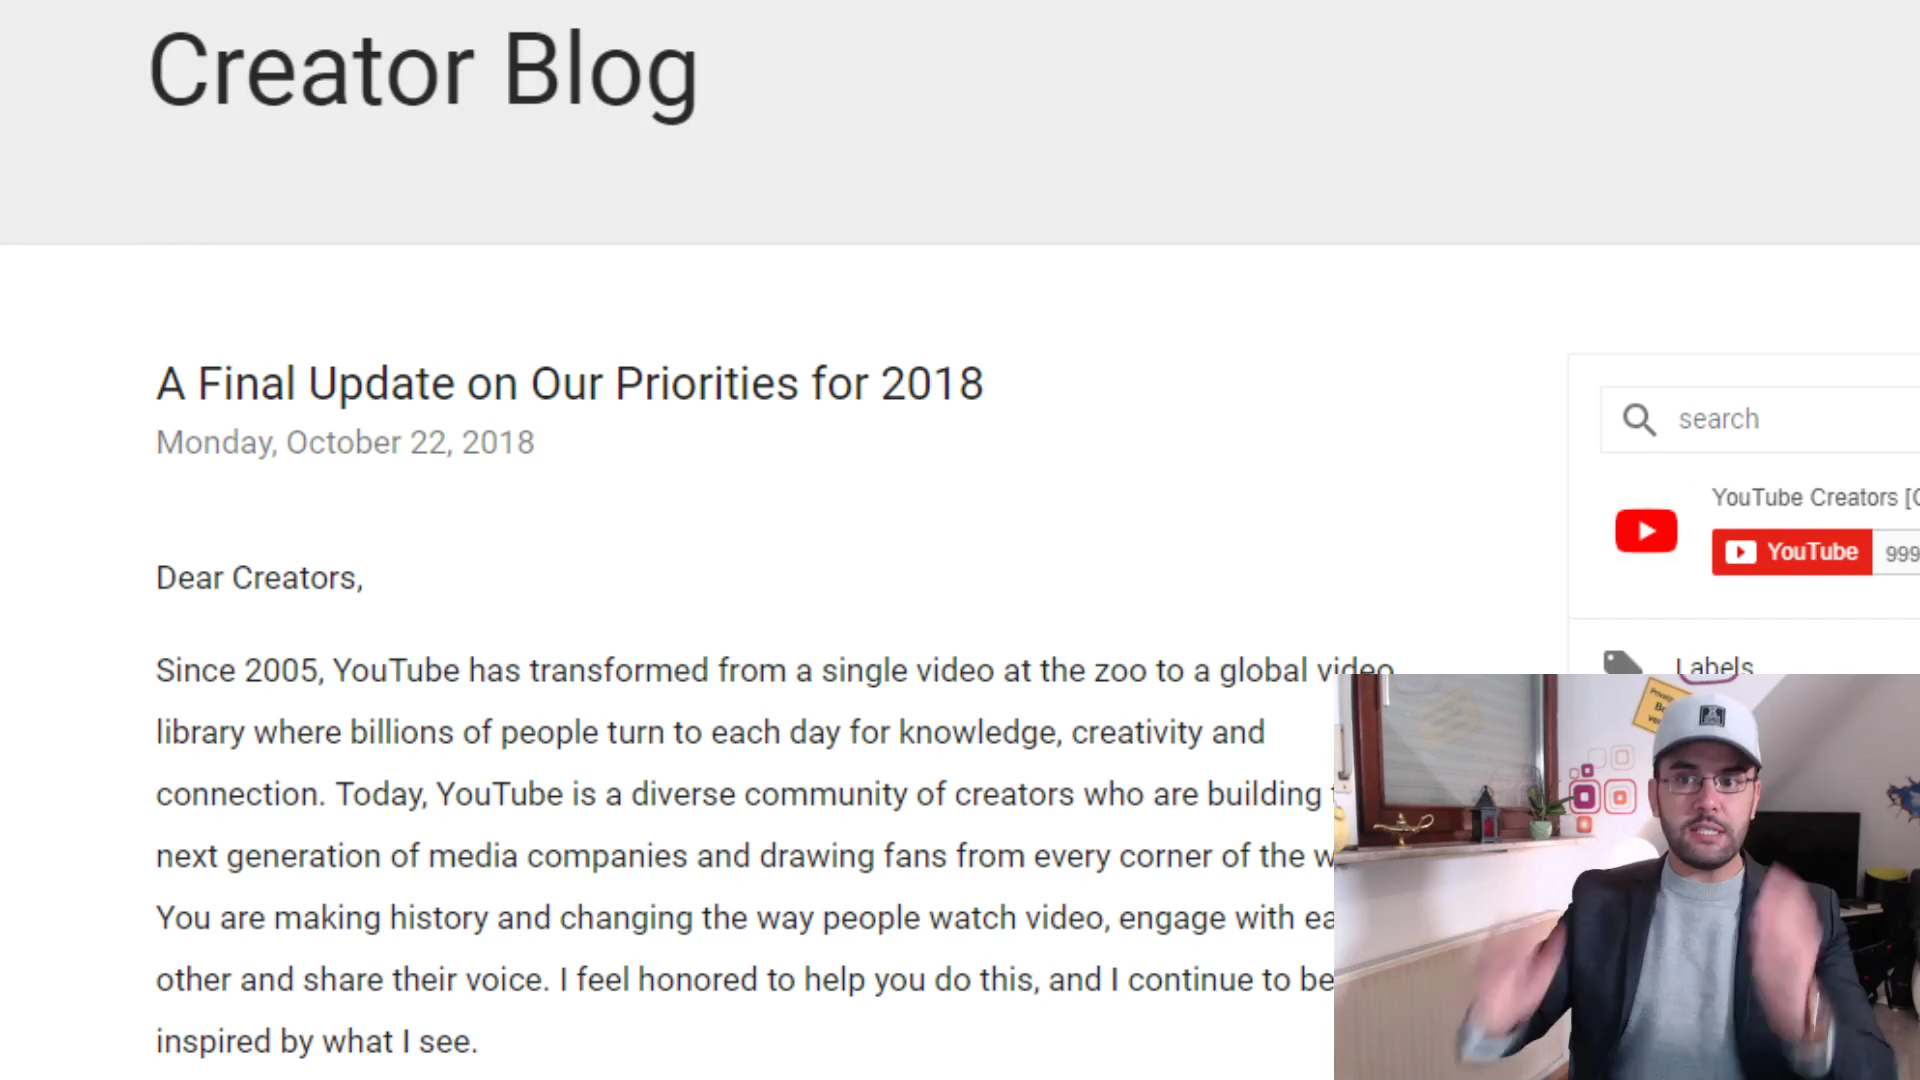 Creator Blog
A Final Update on Our Priorities for 2018
Monday, October 22, 2018
search
YouTube Creators
YouTube 999
Dear Creators,
Since 2005, YouTube has transformed from a single video at the zoo to a global video
library where billions of people turn to each day for knowledge, creativity and
connection. Today, YouTube is a diverse community of creators who are building
next generation of media companies and drawing fans from every corner of the
You are making history and changing the way people watch video, engage with
other and share their voice. I feel honored to help you do this, and I continue to be
inspired by what I see.
Labels